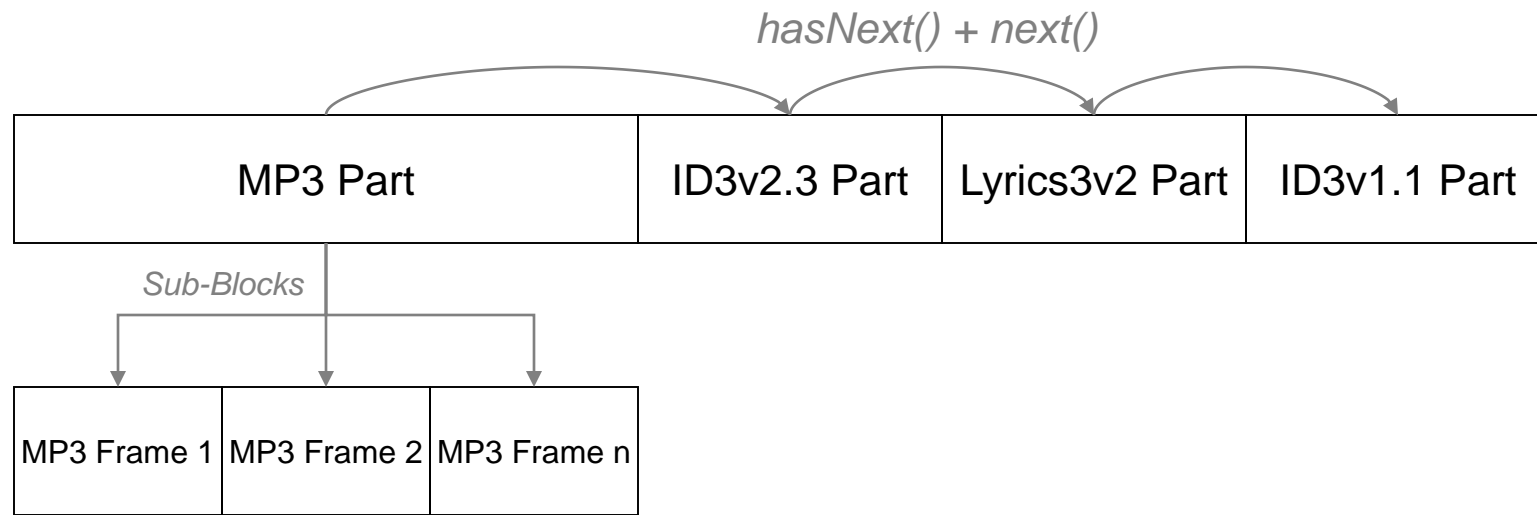 hasNext() + next()
MP3 Part
ID3v2.3 Part
Lyrics3v2 Part
ID3v1.1 Part
Sub-Blocks
MP3 Frame 1
MP3 Frame 2
MP3 Frame n